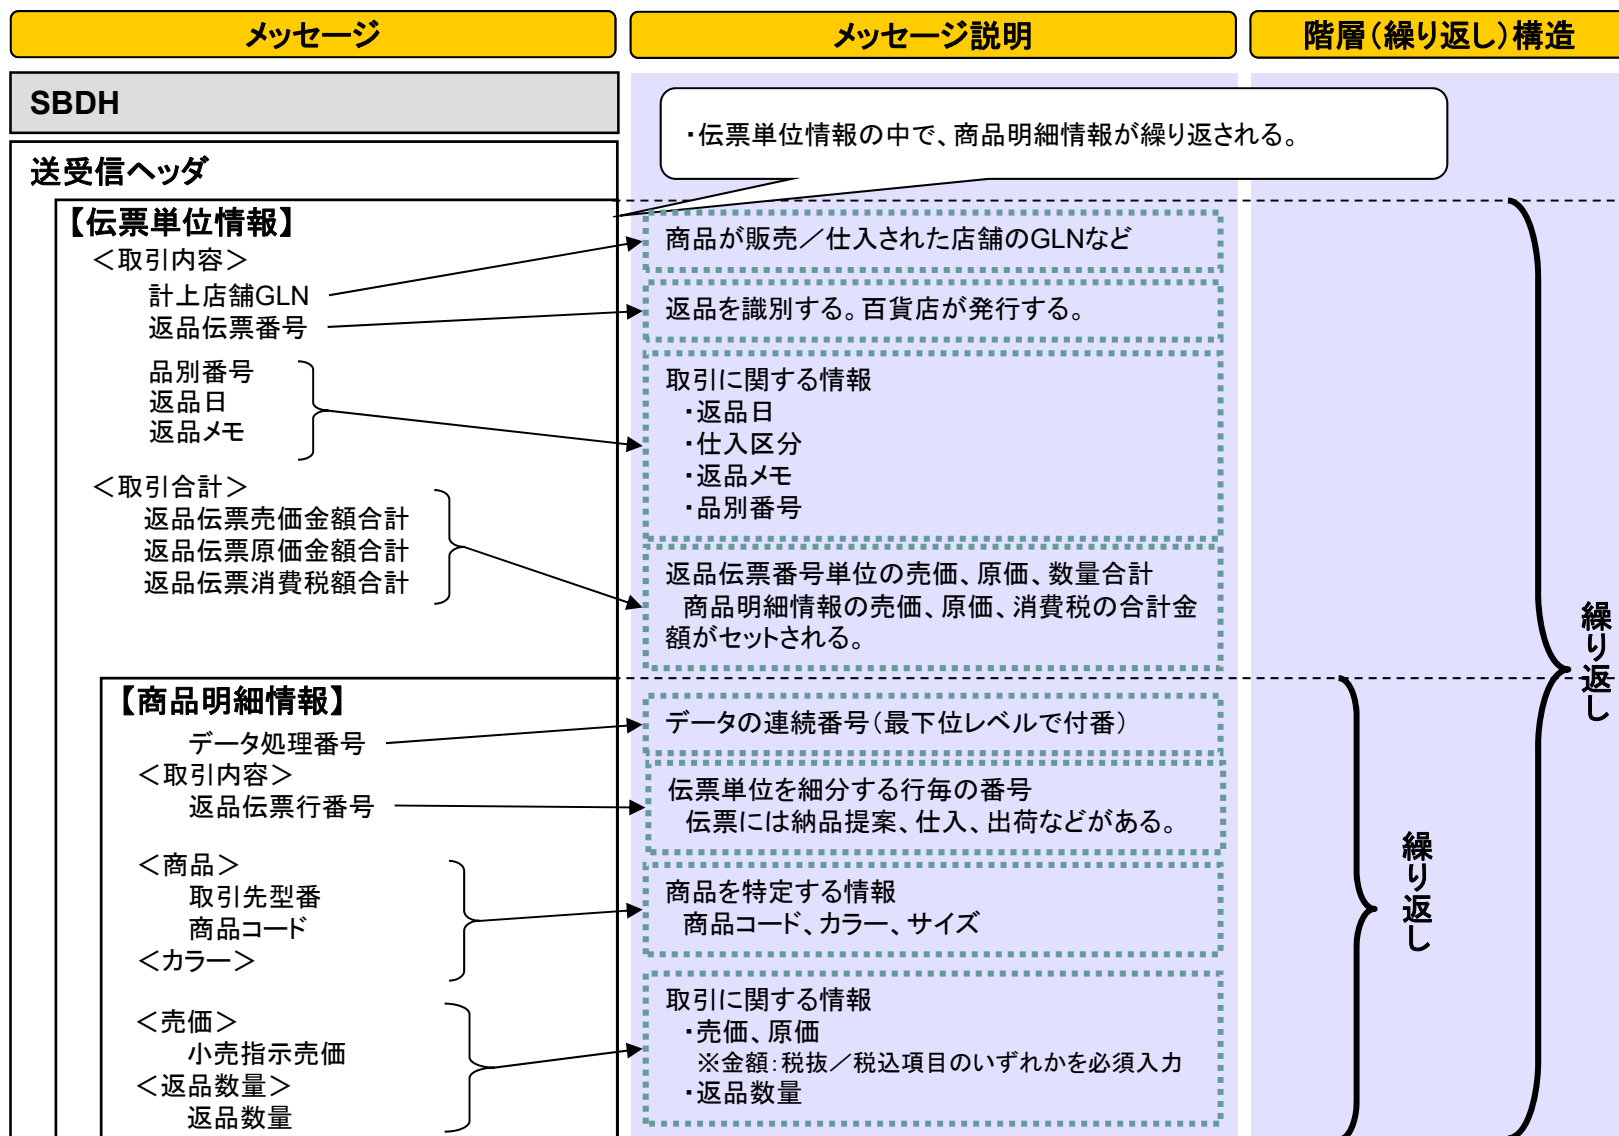 メッセージ
メッセージ説明
階層(繰り返し)構造
SBDH
・伝票単位情報の中で、商品明細情報が繰り返される。
送受信ヘッダ
【伝票単位情報】
＜取引内容＞
計上店舗GLN
返品伝票番号
品別番号
返品日
返品メモ
＜取引合計＞
返品伝票売価金額合計
返品伝票原価金額合計
返品伝票消費税額合計
商品が販売／仕入された店舗のGLNなど
返品を識別する。百貨店が発行する。
取引に関する情報
・返品日
・仕入区分
・返品メモ
・品別番号
返品伝票番号単位の売価、原価、数量合計
商品明細情報の売価、原価、消費税の合計金
額がセットされる。
【商品明細情報】
データ処理番号
＜取引内容＞
返品伝票行番号
＜商品＞
取引先型番
商品コード
＜カラー＞
＜売価＞
小売指示売価
＜返品数量＞
返品数量
データの連続番号(最下位レベルで付番)
伝票単位を細分する行毎の番号
伝票には納品提案、仕入、出荷などがある。
商品を特定する情報
商品コード、カラー、サイズ
取引に関する情報
・売価、原価
※金額：税抜／税込項目のいずれかを必須入力
・返品数量
繰り返し
繰り返し